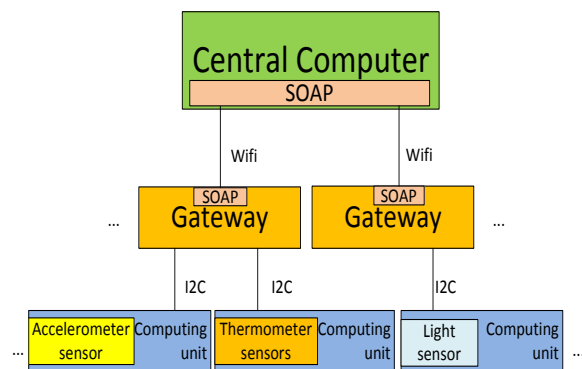 Central Computer
SOAP
Wifi
Wifi
SOAP
SOAP
...
Gateway
Gateway
...
I2C
I2C
I2C
...
Accelerometer
sensor
Computing
unit
Thermometer
sensors
Computing
unit
Light
sensor
Computing
unit
...